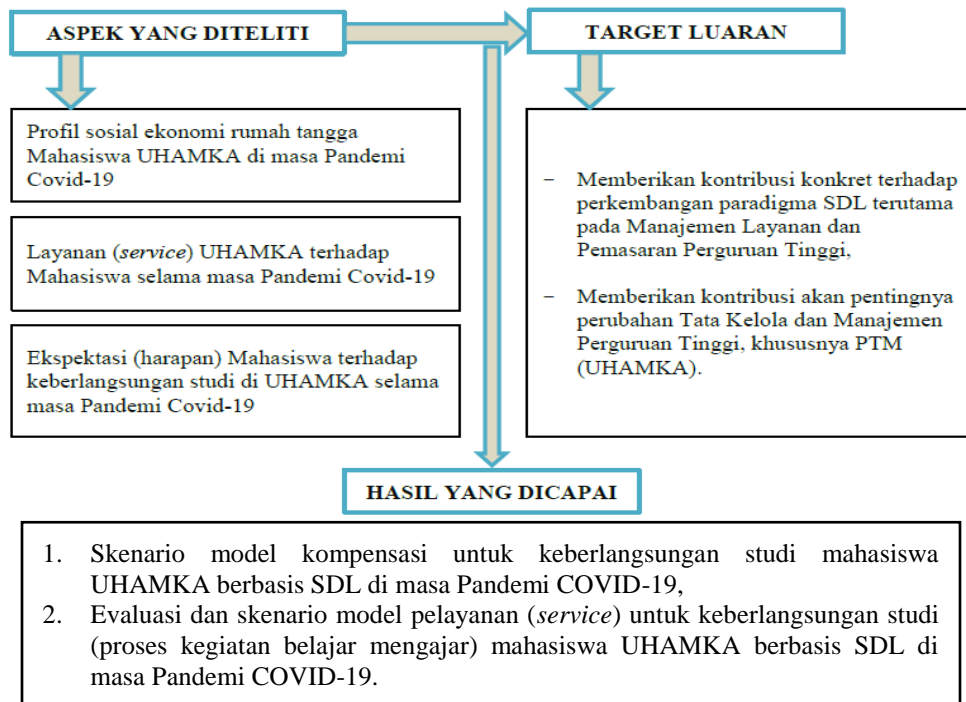 ASPEK YANG DITELITI
Profil sosial ekonomi rumah tangga
Mahasiswa UHAMKA di masa Pandemi
Covid-19
Layanan (service) UHAMKA terhadap
Mahasiswa selama masa Pandemi Covid-19
Ekspektasi (harapan) Mahasiswa terhadap
keberlangsungan studi di UHAMKA selama
masa Pandemi Covid-19
TARGET LUARAN
– Memberikan kontribusi konkret terhadap
perkembangan paradigma SDL terutama
pada Manajemen Layanan dan
Pemasaran Perguruan Tinggi,
– Memberikan kontribusi akan pentingnya
perubahan Tata Kelola dan Manajemen
Perguruan Tinggi, khususnya PTM
(UHAMKA).
HASIL YANG DICAPAI
1. Skenario model kompensasi untuk keberlangsungan studi mahasiswa
UHAMKA berbasis SDL di masa Pandemi COVID-19,
2. Evaluasi dan skenario model pelayanan (service) untuk keberlangsungan studi
(proses kegiatan belajar mengajar) mahasiswa UHAMKA berbasis SDL di
masa Pandemi COVID-19.